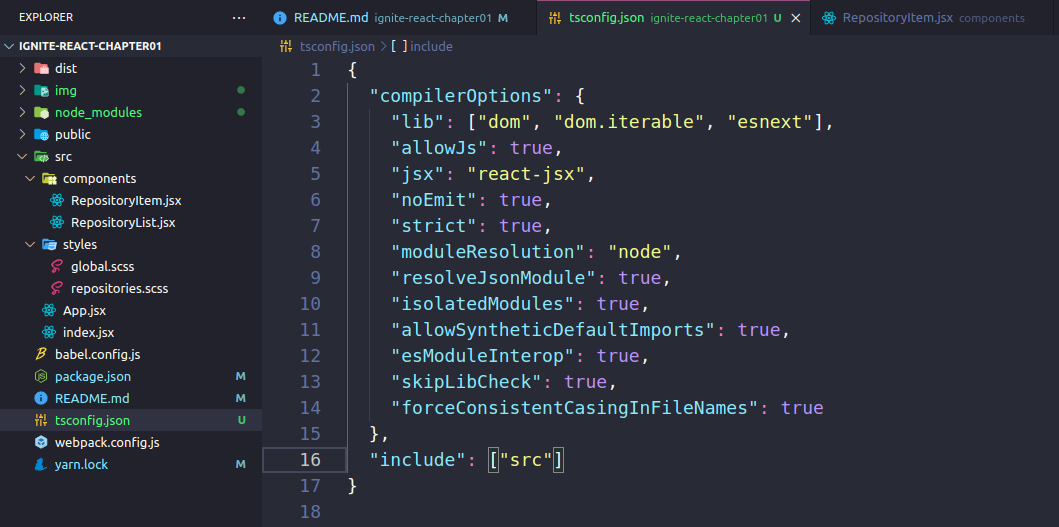 EXPLORER ...
IGNITE-REACT-CHAPTER01
dist
img
node_modules
public
src
components
RepositoryItem.jsx
RepositoryList.jsx
styles
global.scss
repositories.scss
App.jsx
index.jsx
babel.config.js
package.json M
README.md M
tsconfig.json U
webpack.config.js
yarn.lock M
README.md ignite-react-chapter01 M
tsconfig.json ignite-react-chapter01 U
RepositoryItem.jsx components
tsconfig.json > [ ] include
1 {
2 "compilerOptions": {
3 "lib": ["dom", "dom.iterable", "esnext"],
4 "allowJs": true,
5 "jsx": "react-jsx",
6 "noEmit": true,
7 "strict": true,
8 "moduleResolution": "node",
9 "resolveJsonModule": true,
10 "isolatedModules": true,
11 "allowSyntheticDefaultImports": true,
12 "esModuleInterop": true,
13 "skipLibCheck": true,
14 "forceConsistentCasingInFileNames": true
15 },
16 "include": ["src"]
17 }
18